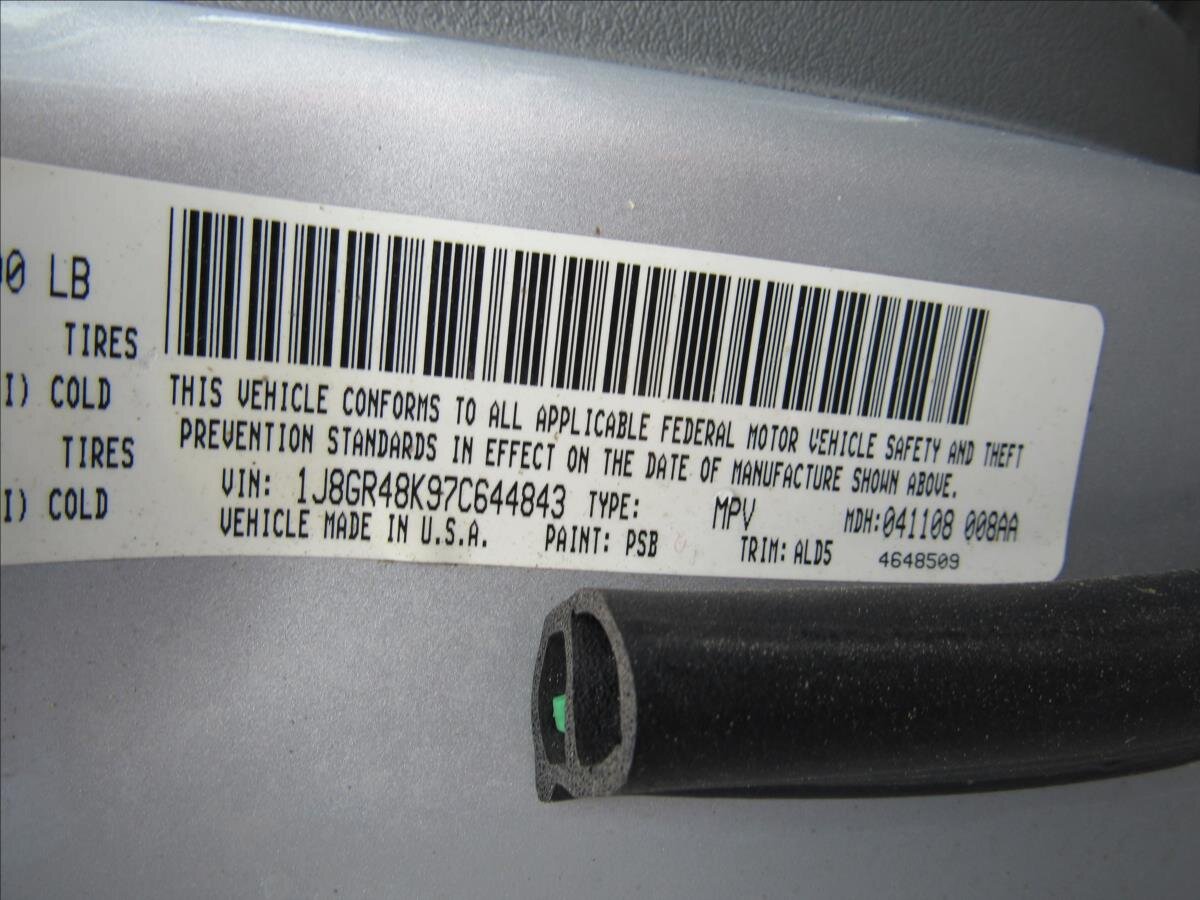 LB
TIRES
I) COLD
TIRES
I) COLD
THIS VEHICLE CONFORMS TO ALL APPLICABLE FEDERAL MOTOR VEHICLE SAFETY AND THEFT
PREVENTION STANDARDS IN EFFECT ON THE DATE OF MANUFACTURE SHOWN ABOVE.
VIN: 1J8GR48K97C644843 TYPE: MPV MDH:041108 008AA
VEHICLE MADE IN U.S.A. PAINT: PSB TRIM: ALD5 4648509